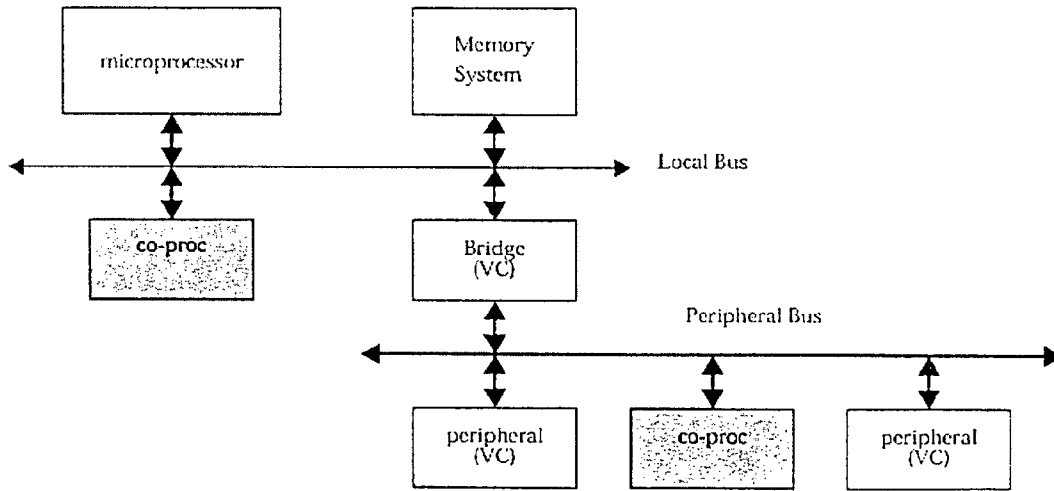 microprocessor
Memory
System
Local Bus
co-proc
Bridge
(VC)
Peripheral Bus
peripheral
(VC)
co-proc
peripheral
(VC)